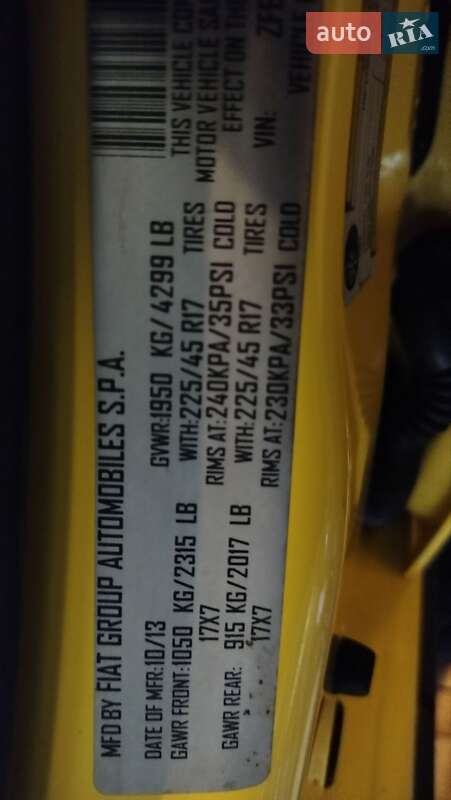 auto RIA .com
MFD BY FIAT GROUP AUTOMOBILES S.P.A.
DATE OF MFR:10/13 GVWR:1950 KG/4299 LB
GAWR FRONT:1050 KG/2315 LB WITH:225/45 R17 TIRES
17X7 RIMS AT:240KPA/35PSI COLD
GAWR REAR: 915 KG/2017 LB WITH:225/45 R17 TIRES
17X7 RIMS AT:230KPA/33PSI COLD
THIS VEHICLE
MOTOR VEHICLE
EFFECT
VIN: